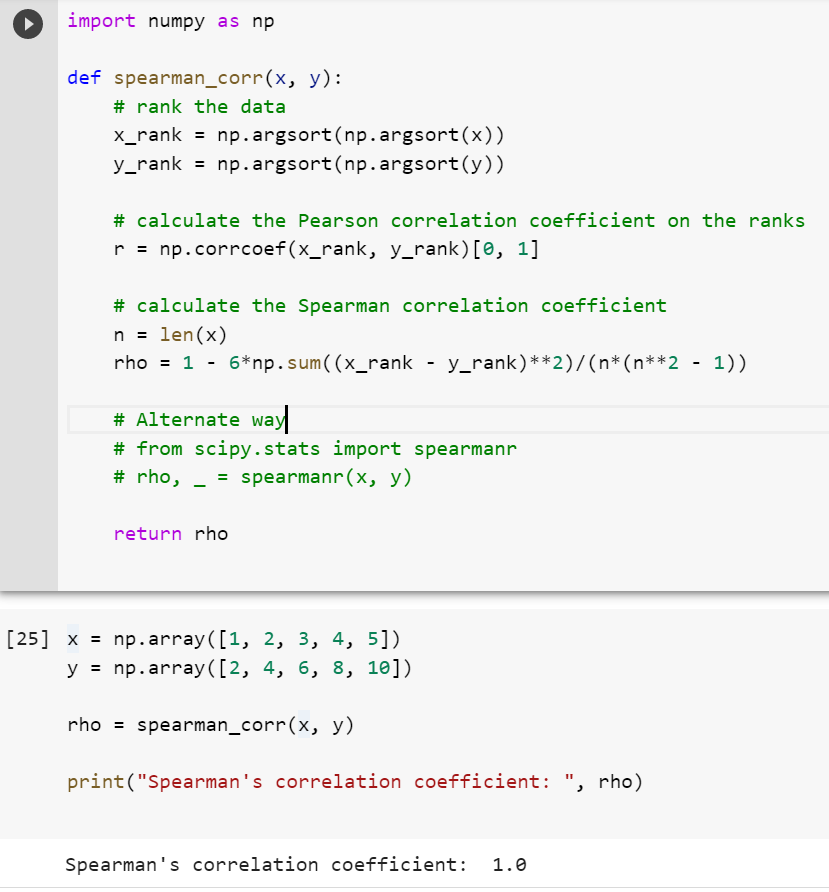 import numpy as np
def spearman_corr(x, y):
# rank the data
x_rank = np.argsort(np.argsort(x))
y_rank = np.argsort(np.argsort(y))
# calculate the Pearson correlation coefficient on the ranks
r = np.corrcoef(x_rank, y_rank)[0, 1]
# calculate the Spearman correlation coefficient
n = len(x)
rho = 1 - 6*np.sum((x_rank - y_rank)**2)/(n*(n**2 - 1))
# Alternate way
# from scipy.stats import spearmanr
# rho, _ = spearmanr(x, y)
return rho
[25] x = np.array([1, 2, 3, 4, 5])
y = np.array([2, 4, 6, 8, 10])
rho = spearman_corr(x, y)
print("Spearman's correlation coefficient: ", rho)
Spearman's correlation coefficient:  1.0